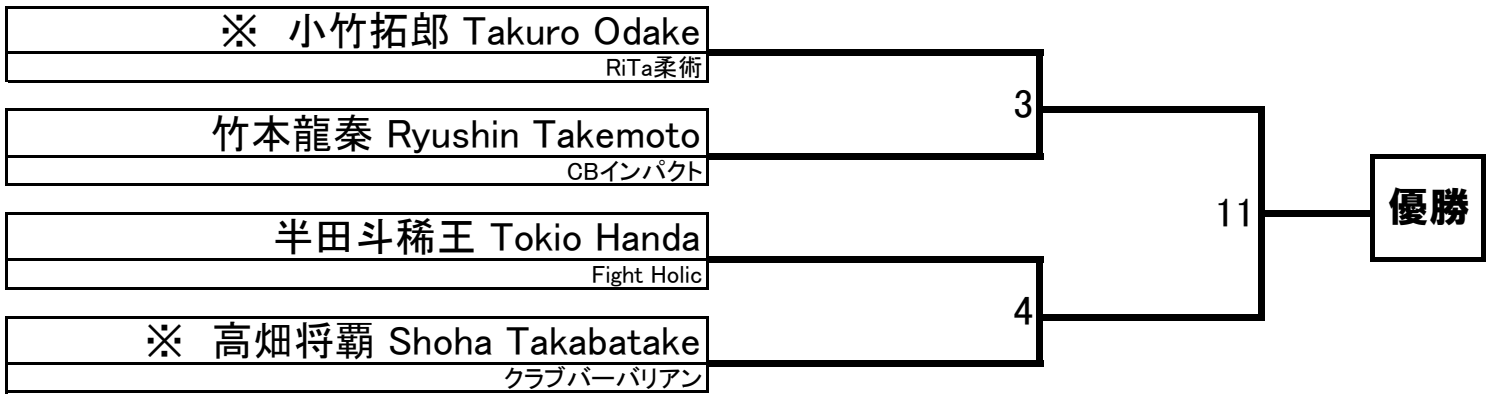 ※ 小竹拓郎 Takuro Odake
RiTa柔術
3
竹本龍秦 Ryushin Takemoto
CBインパクト
11
優勝
半田斗稀王 Tokio Handa
Fight Holic
4
※ 高畑将覇 Shoha Takabatake
クラブバーバリアン